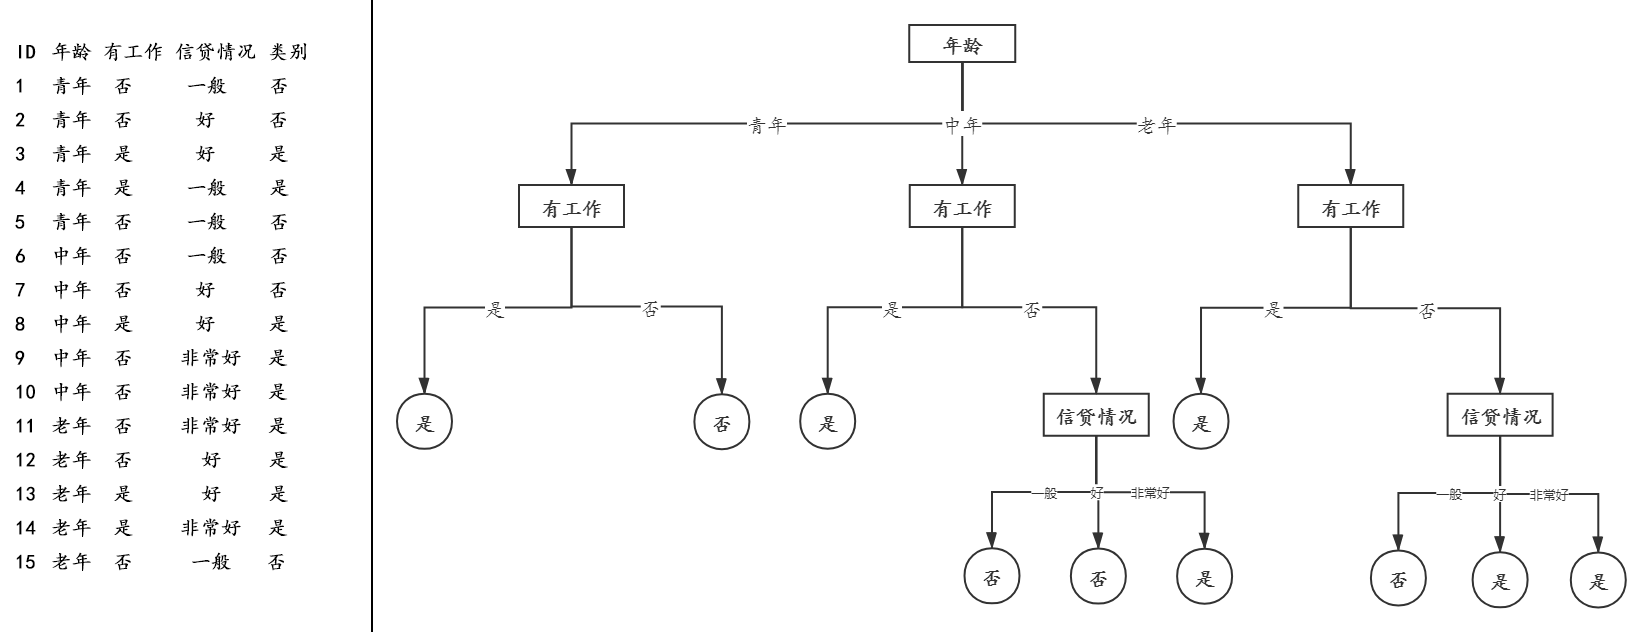 ID 年龄 有工作 信贷情况 类别
1 青年 否 一般 否
2 青年 否 好 否
3 青年 是 好 是
4 青年 是 一般 是
5 青年 否 一般 否
6 中年 否 一般 否
7 中年 否 好 否
8 中年 是 好 是
9 中年 否 非常好 是
10 中年 否 非常好 是
11 老年 否 非常好 是
12 老年 否 好 是
13 老年 是 好 是
14 老年 是 非常好 是
15 老年 否 一般 否
年龄
青年 中年 老年
有工作 有工作 有工作
是 否 是 否 是 否
是 否 是 信贷情况 是 信贷情况
一般 好 非常好 一般 好 非常好
否 否 是 否 是 是